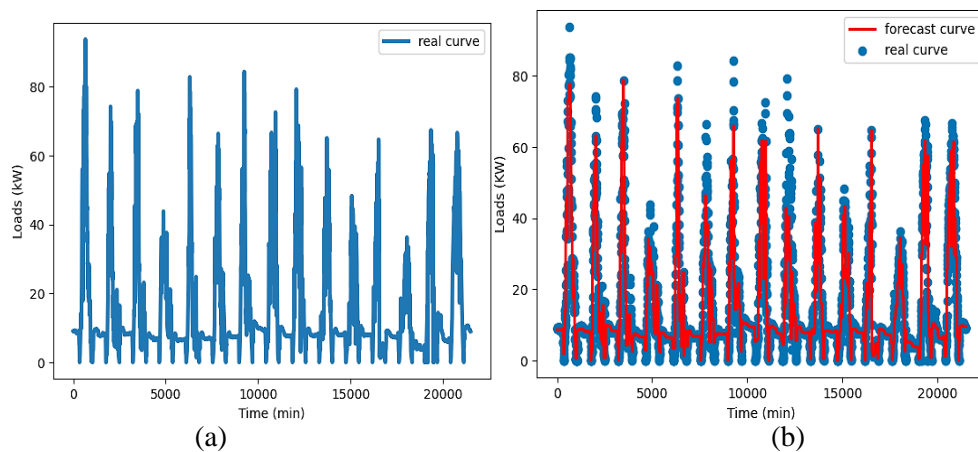 real curve
80
60
40
20
0
Loads (kW)
0 5000 10000 15000 20000
Time (min)
(a)
forecast curve
real curve
80
60
40
20
0
Loads (KW)
0 5000 10000 15000 20000
Time (min)
(b)